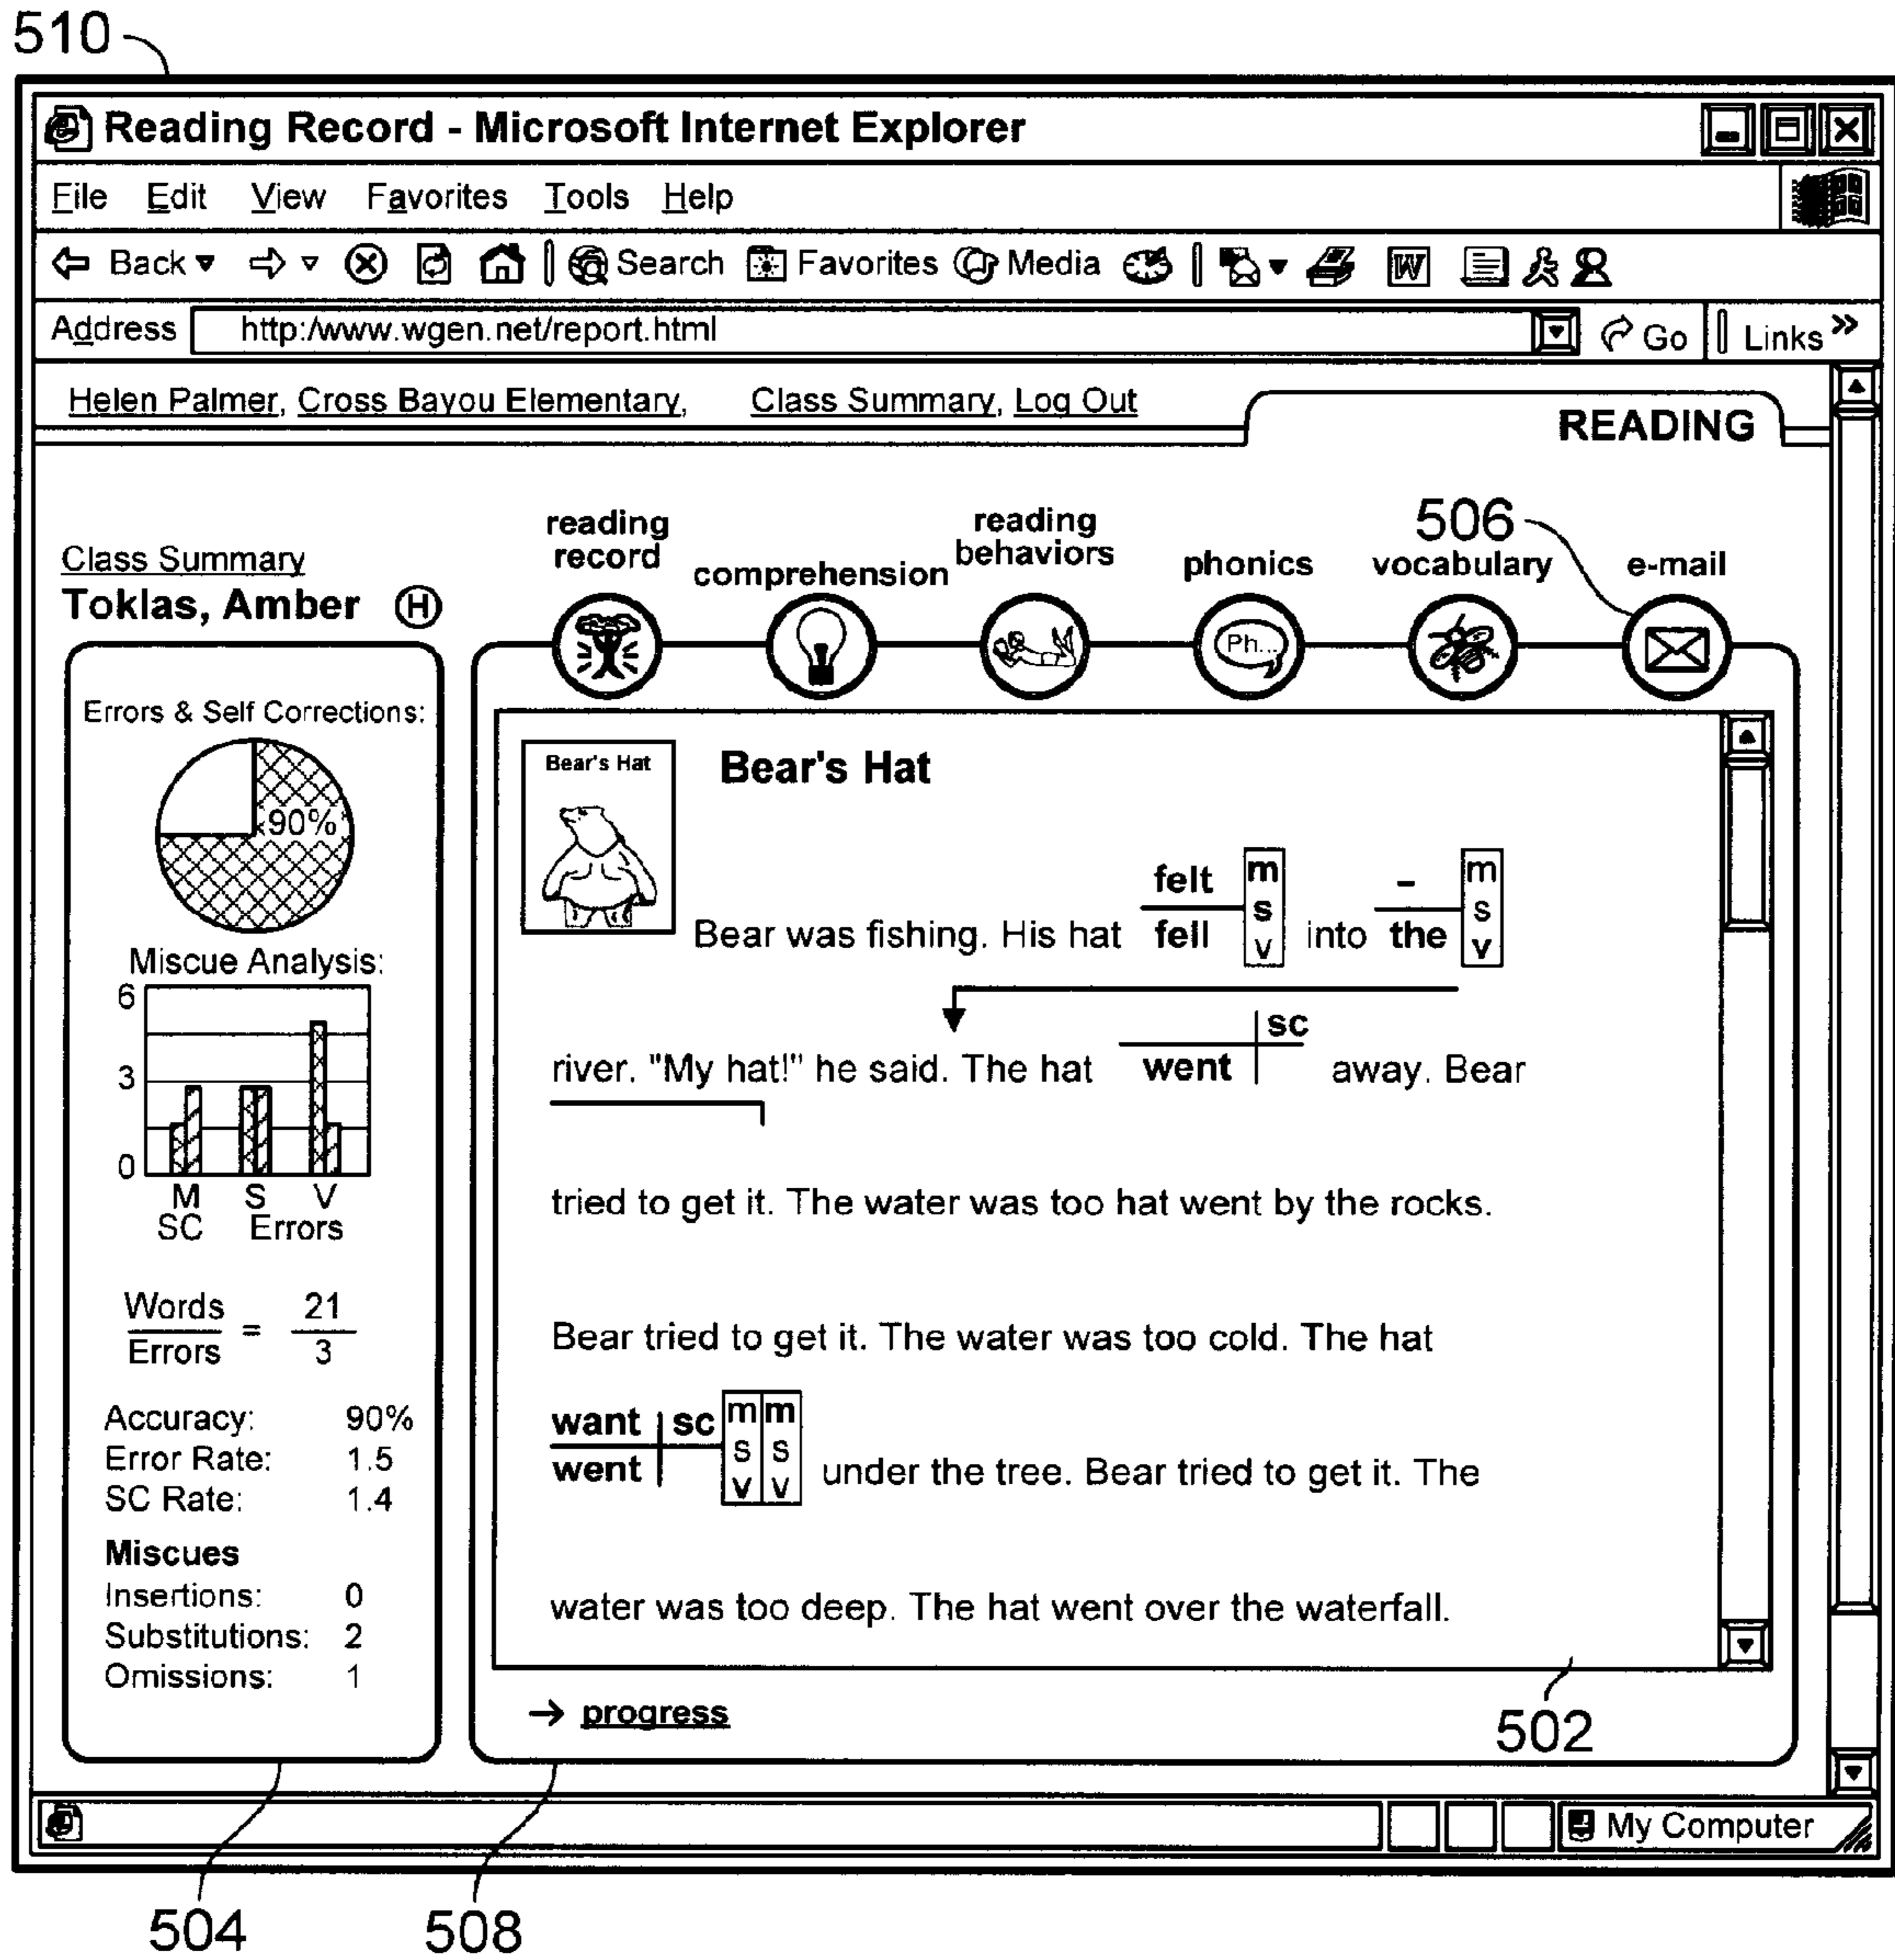 510
Reading Record - Microsoft Internet Explorer
File Edit View Favorites Tools Help
Back Search Favorites Media W
Address http:/www.wgen.net/report.html Go Links »
Helen Palmer, Cross Bayou Elementary, Class Summary, Log Out
READING
506
reading record
comprehension
reading behaviors
phonics
vocabulary
e-mail
Class Summary
Toklas, Amber H
Ph...
Errors & Self Corrections:
90%
Miscue Analysis:
6
3
0
M S V
SC Errors
Words 21
Errors = 3
Accuracy: 90%
Error Rate: 1.5
SC Rate: 1.4
Miscues
Insertions: 0
Substitutions: 2
Omissions: 1
Bear's Hat
Bear's Hat
felt m – m
s s
Bear was fishing. His hat fell v into the v
sc
river. "My hat!" he said. The hat went away. Bear
tried to get it. The water was too hat went by the rocks.
Bear tried to get it. The water was too cold. The hat
want sc m m
s s
went v v under the tree. Bear tried to get it. The
water was too deep. The hat went over the waterfall.
→ progress
502
My Computer
504
508